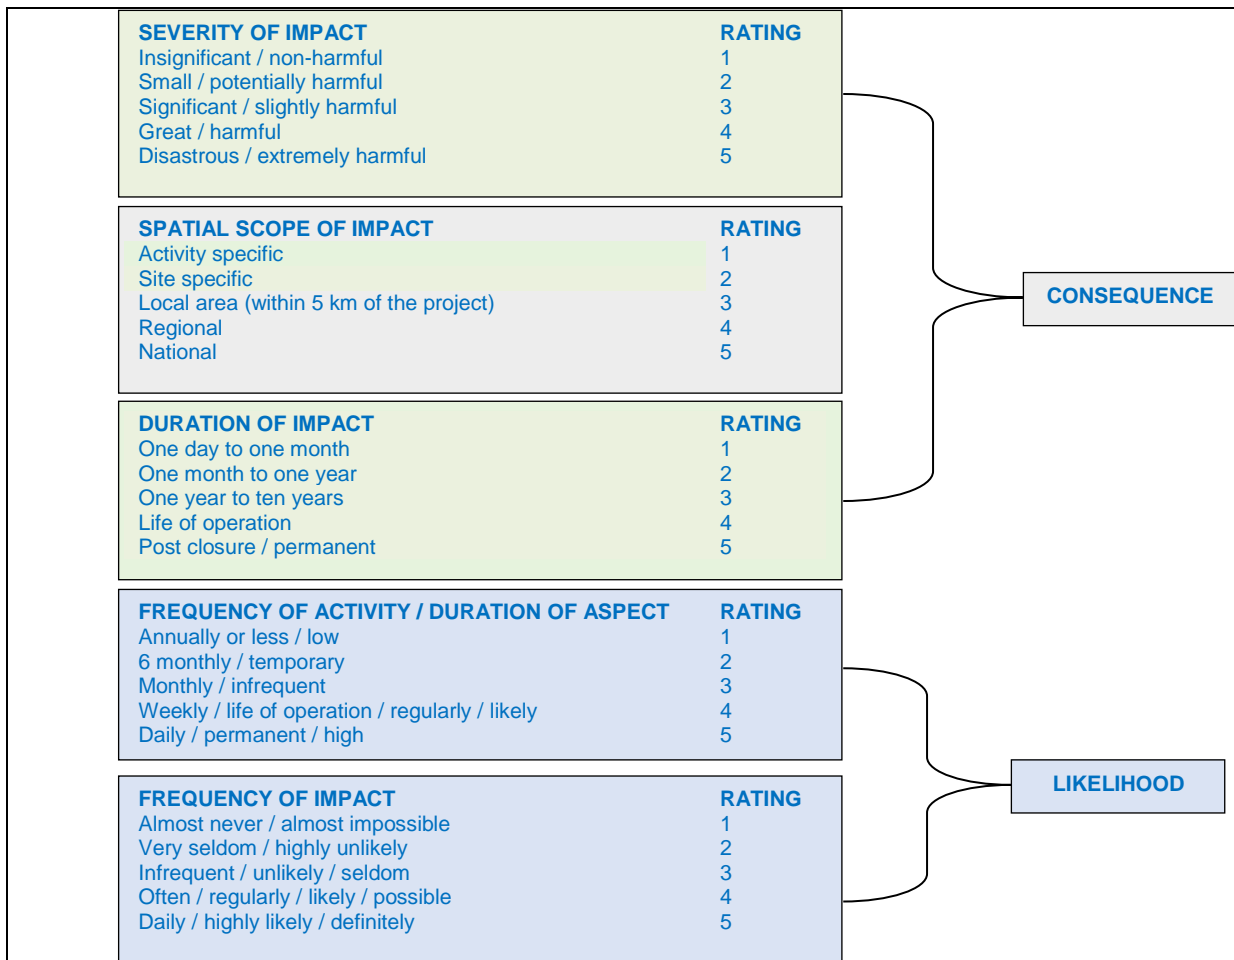 SEVERITY OF IMPACT RATING
Insignificant / non-harmful 1
Small / potentially harmful 2
Significant / slightly harmful 3
Great / harmful 4
Disastrous / extremely harmful 5
SPATIAL SCOPE OF IMPACT RATING
Activity specific 1
Site specific 2
Local area (within 5 km of the project) 3
Regional 4
National 5
CONSEQUENCE
DURATION OF IMPACT RATING
One day to one month 1
One month to one year 2
One year to ten years 3
Life of operation 4
Post closure / permanent 5
FREQUENCY OF ACTIVITY / DURATION OF ASPECT RATING
Annually or less / low 1
6 monthly / temporary 2
Monthly / infrequent 3
Weekly / life of operation / regularly / likely 4
Daily / permanent / high 5
FREQUENCY OF IMPACT RATING
Almost never / almost impossible 1
Very seldom / highly unlikely 2
Infrequent / unlikely / seldom 3
Often / regularly / likely / possible 4
Daily / highly likely / definitely 5
LIKELIHOOD